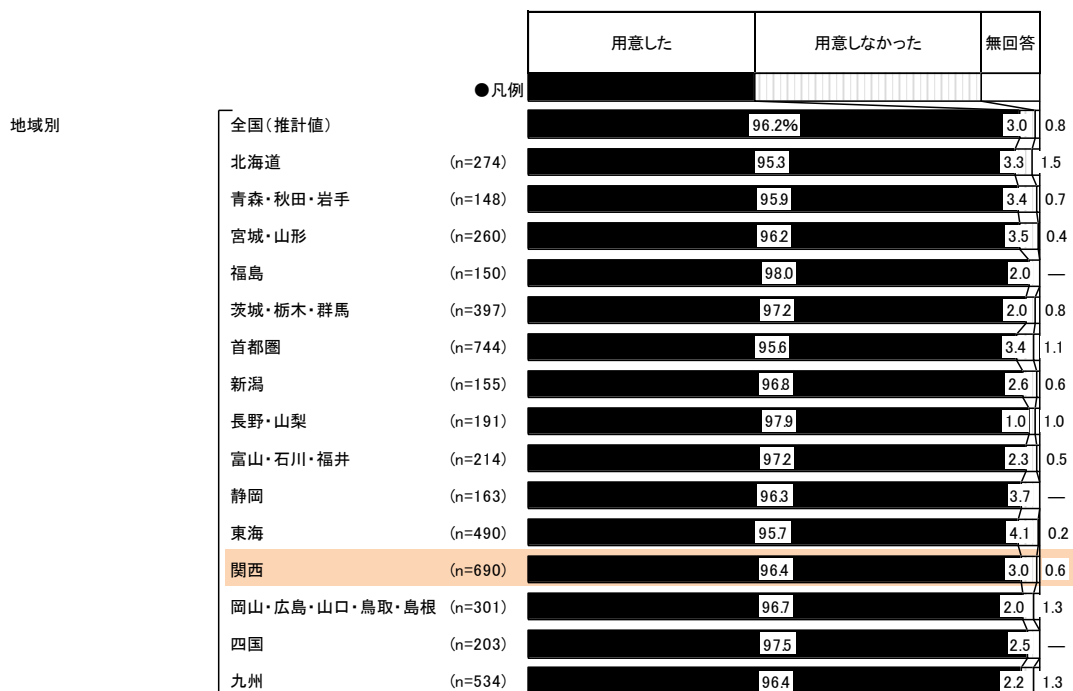 用意した 用意しなかった 無回答
●凡例
地域別 全国(推計値) 96.2% 3.0 0.8
北海道 (n=274) 95.3 3.3 1.5
青森・秋田・岩手 (n=148) 95.9 3.4 0.7
宮城・山形 (n=260) 96.2 3.5 0.4
福島 (n=150) 98.0 2.0 —
茨城・栃木・群馬 (n=397) 97.2 2.0 0.8
首都圏 (n=744) 95.6 3.4 1.1
新潟 (n=155) 96.8 2.6 0.6
長野・山梨 (n=191) 97.9 1.0 1.0
富山・石川・福井 (n=214) 97.2 2.3 0.5
静岡 (n=163) 96.3 3.7 —
東海 (n=490) 95.7 4.1 0.2
関西 (n=690) 96.4 3.0 0.6
岡山・広島・山口・鳥取・島根 (n=301) 96.7 2.0 1.3
四国 (n=203) 97.5 2.5 —
九州 (n=534) 96.4 2.2 1.3